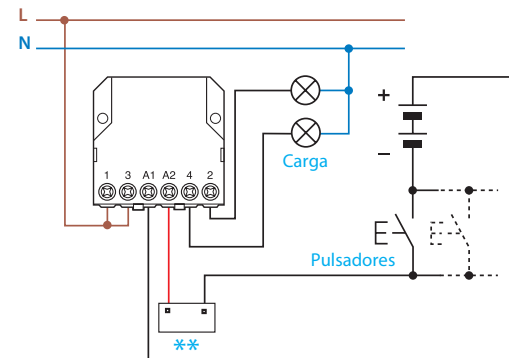 L
N
+
−
Carga
1 3 A1 A2 4 2
Pulsadores
**